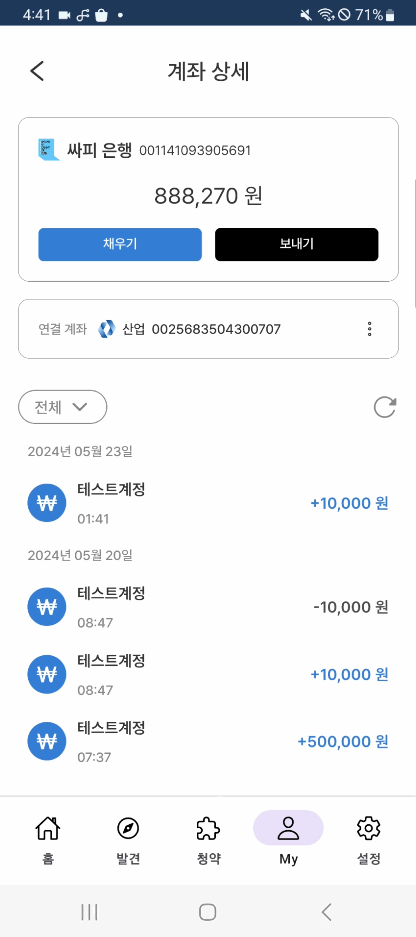 4:41 71%
계좌 상세
싸피 은행 001141093905691
888,270 원
채우기 보내기
연결 계좌 산업 0025683504300707
전체
2024년 05월 23일
테스트계정
01:41
+10,000 원
2024년 05월 20일
테스트계정
08:47
-10,000 원
테스트계정
08:47
+10,000 원
테스트계정
07:37
+500,000 원
홈 발견 청약 My 설정